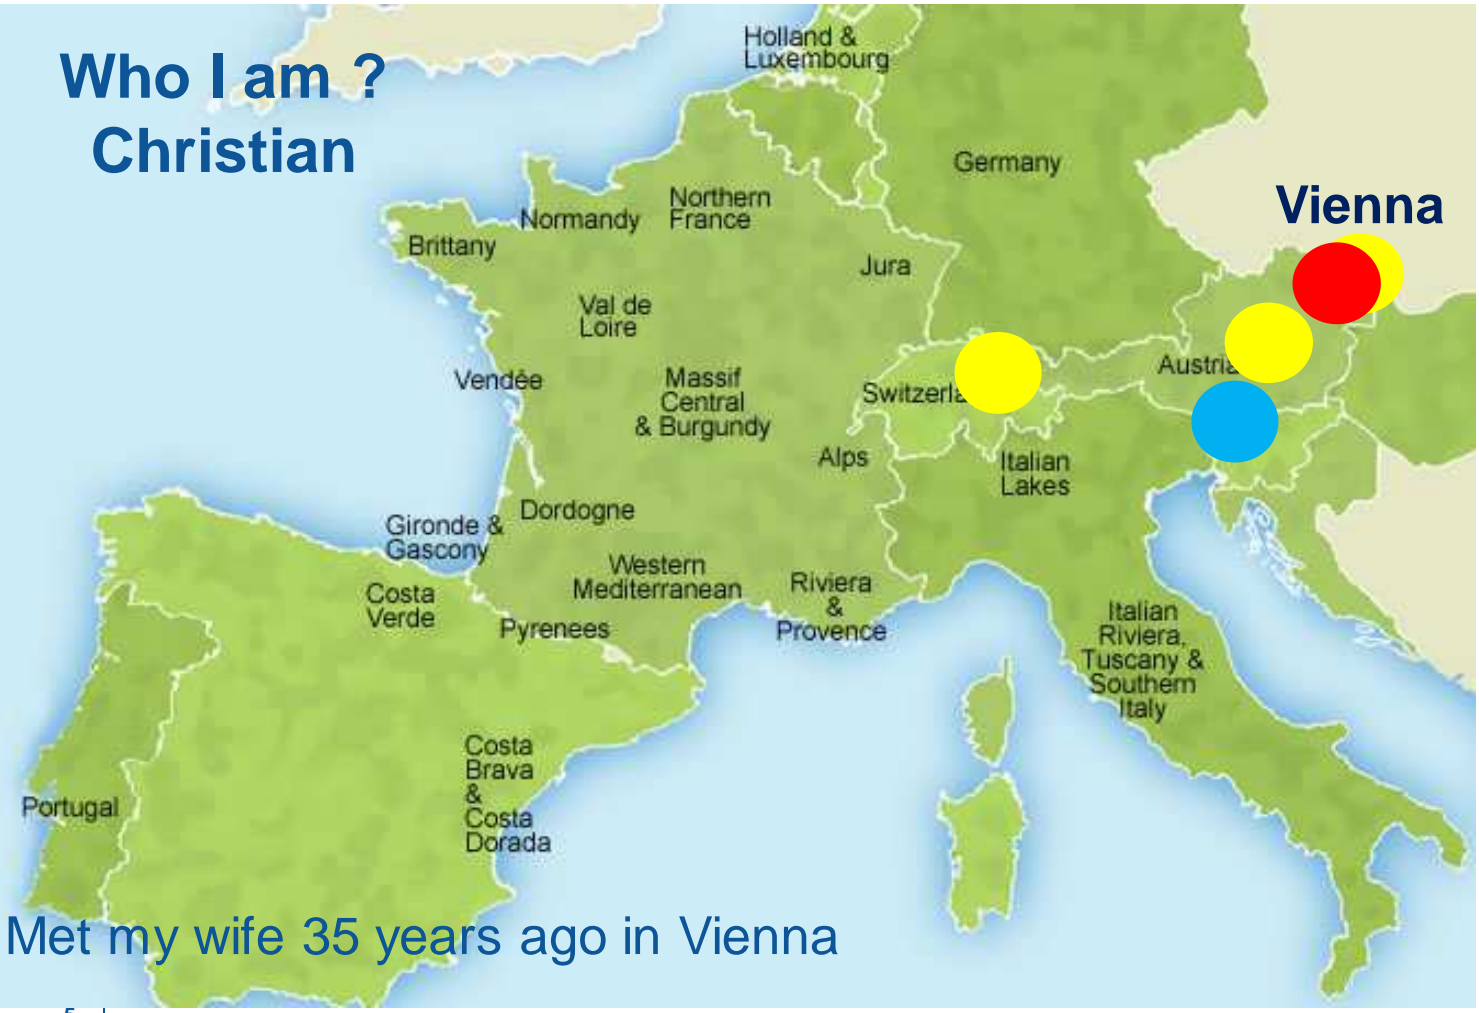 Who I am ?
Christian
Holland &
Luxembourg
Germany
Vienna
Northern
France
Normandy
Brittany
Jura
Val de
Loire
Vendée
Massif
Central
& Burgundy
Switzerla
Austria
Alps
Italian
Lakes
Dordogne
Gironde &
Gascony
Western
Mediterranean
Riviera
&
Provence
Costa
Verde
Pyrenees
Italian
Riviera,
Tuscany &
Southern
Italy
Costa
Brava
&
Costa
Dorada
Portugal
Met my wife 35 years ago in Vienna